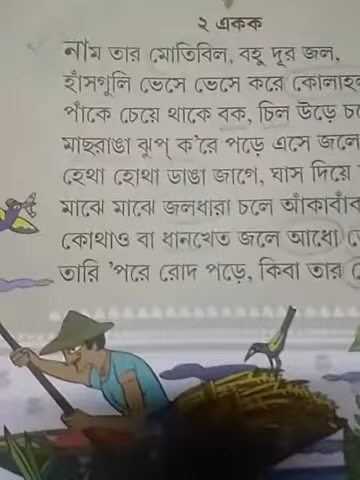 ২ একক
নাম তার মোতিবিল, বহু দূর জল,
হাঁসগুলি ভেসে ভেসে করে কোলাহল
পাঁকে চেয়ে থাকে বক, চিল উড়ে চ
মাছরাঙা ঝুপ্ ক'রে পড়ে এসে জলে
হেথা হোথা ডাঙা জাগে, ঘাস দিয়ে
মাঝে মাঝে জলধারা চলে আঁকাবাঁক
কোথাও বা ধানখেত জলে আধো
তারি 'পরে রোদ পড়ে, কিবা তার